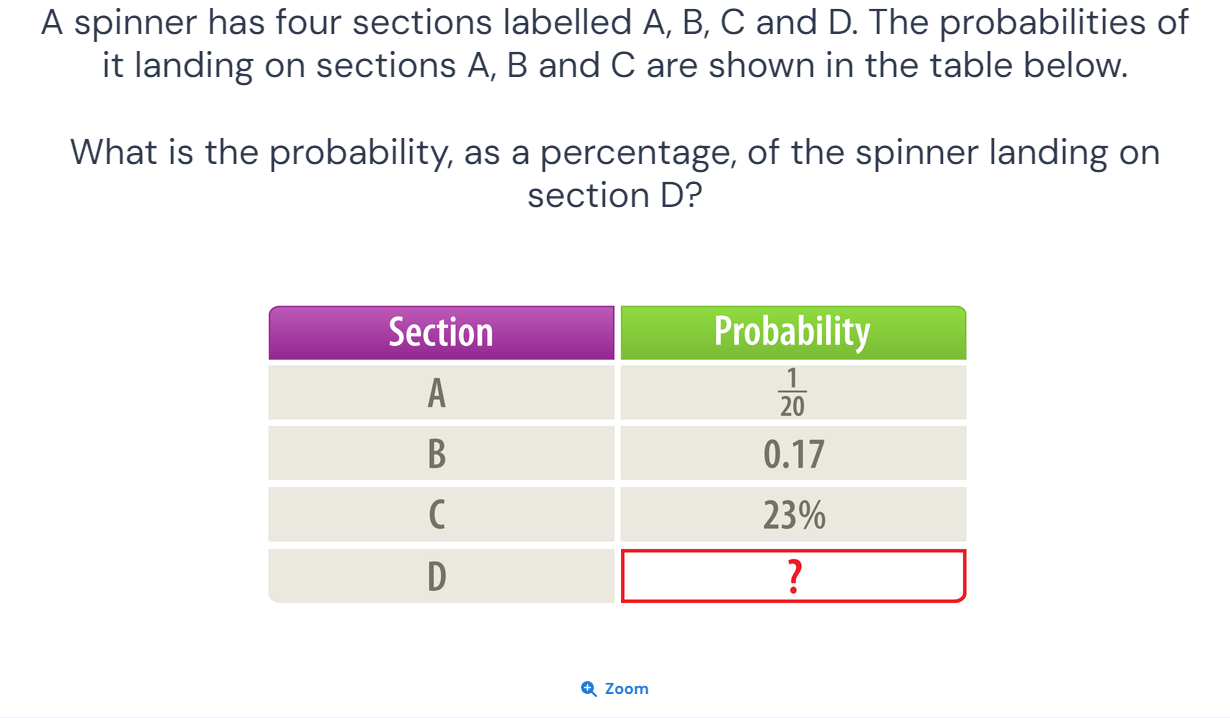 A spinner has four sections labelled A, B, C and D. The probabilities of
it landing on sections A, B and C are shown in the table below.
What is the probability, as a percentage, of the spinner landing on
section D?
Section Probability
A 1/20
B 0.17
C 23%
D ?
Zoom